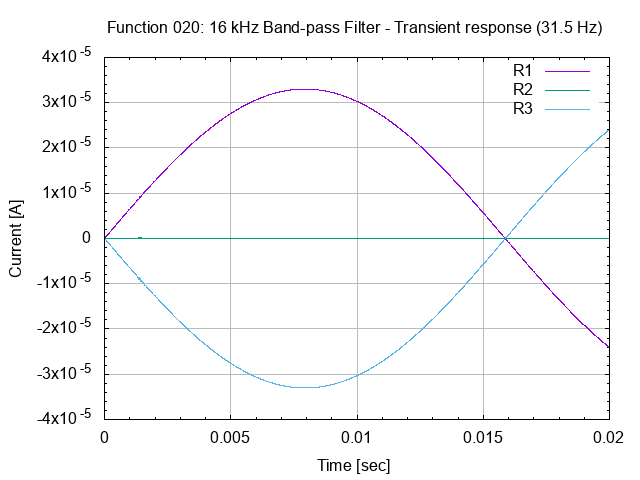 Function 020: 16 kHz Band-pass Filter - Transient response (31.5 Hz)
4x10^-5
3x10^-5
2x10^-5
1x10^-5
0
-1x10^-5
-2x10^-5
-3x10^-5
-4x10^-5
Current [A]
R1
R2
R3
0 0.005 0.01 0.015 0.02
Time [sec]